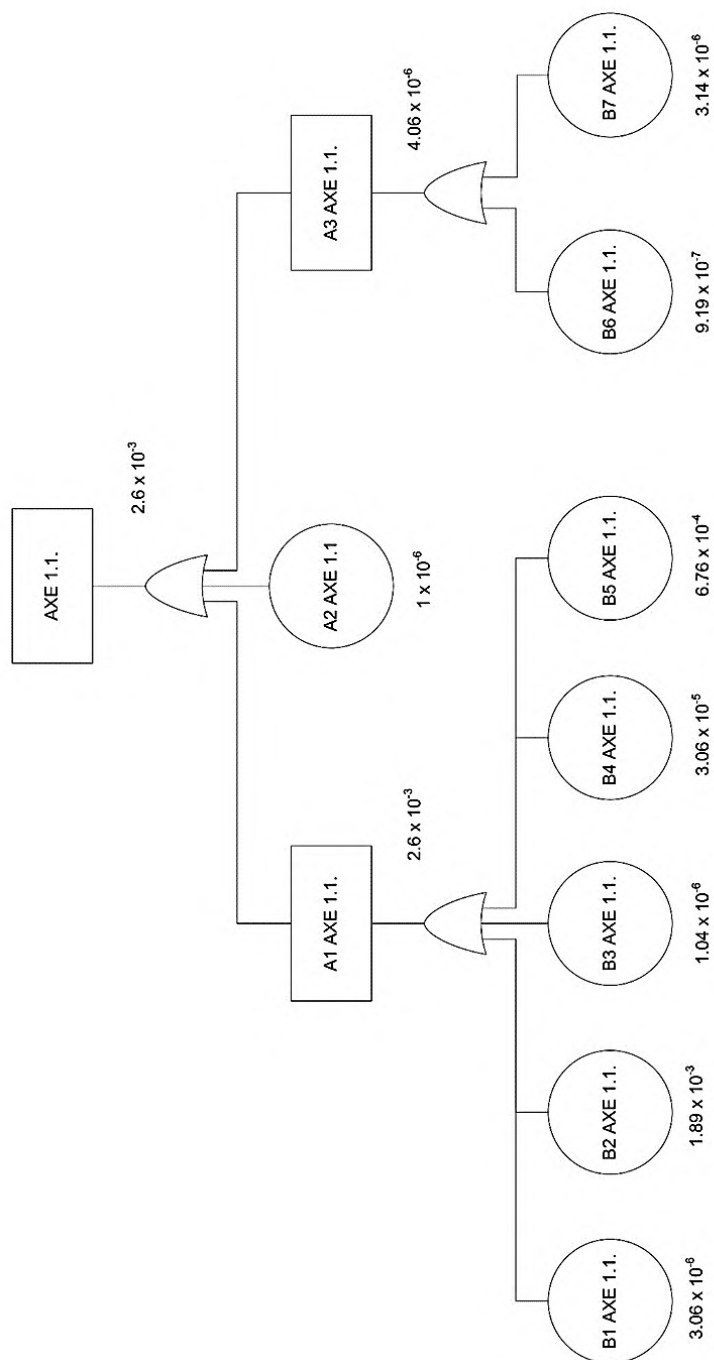 AXE 1.1.
2.6 x 10⁻³
A1 AXE 1.1.
2.6 x 10⁻³
A2 AXE 1.1
1 x 10⁻⁶
A3 AXE 1.1.
4.06 x 10⁻⁶
B1 AXE 1.1.
3.06 x 10⁻⁶
B2 AXE 1.1.
1.89 x 10⁻³
B3 AXE 1.1.
1.04 x 10⁻⁶
B4 AXE 1.1.
3.06 x 10⁻⁵
B5 AXE 1.1.
6.76 x 10⁻⁴
B6 AXE 1.1.
9.19 x 10⁻⁷
B7 AXE 1.1.
3.14 x 10⁻⁶